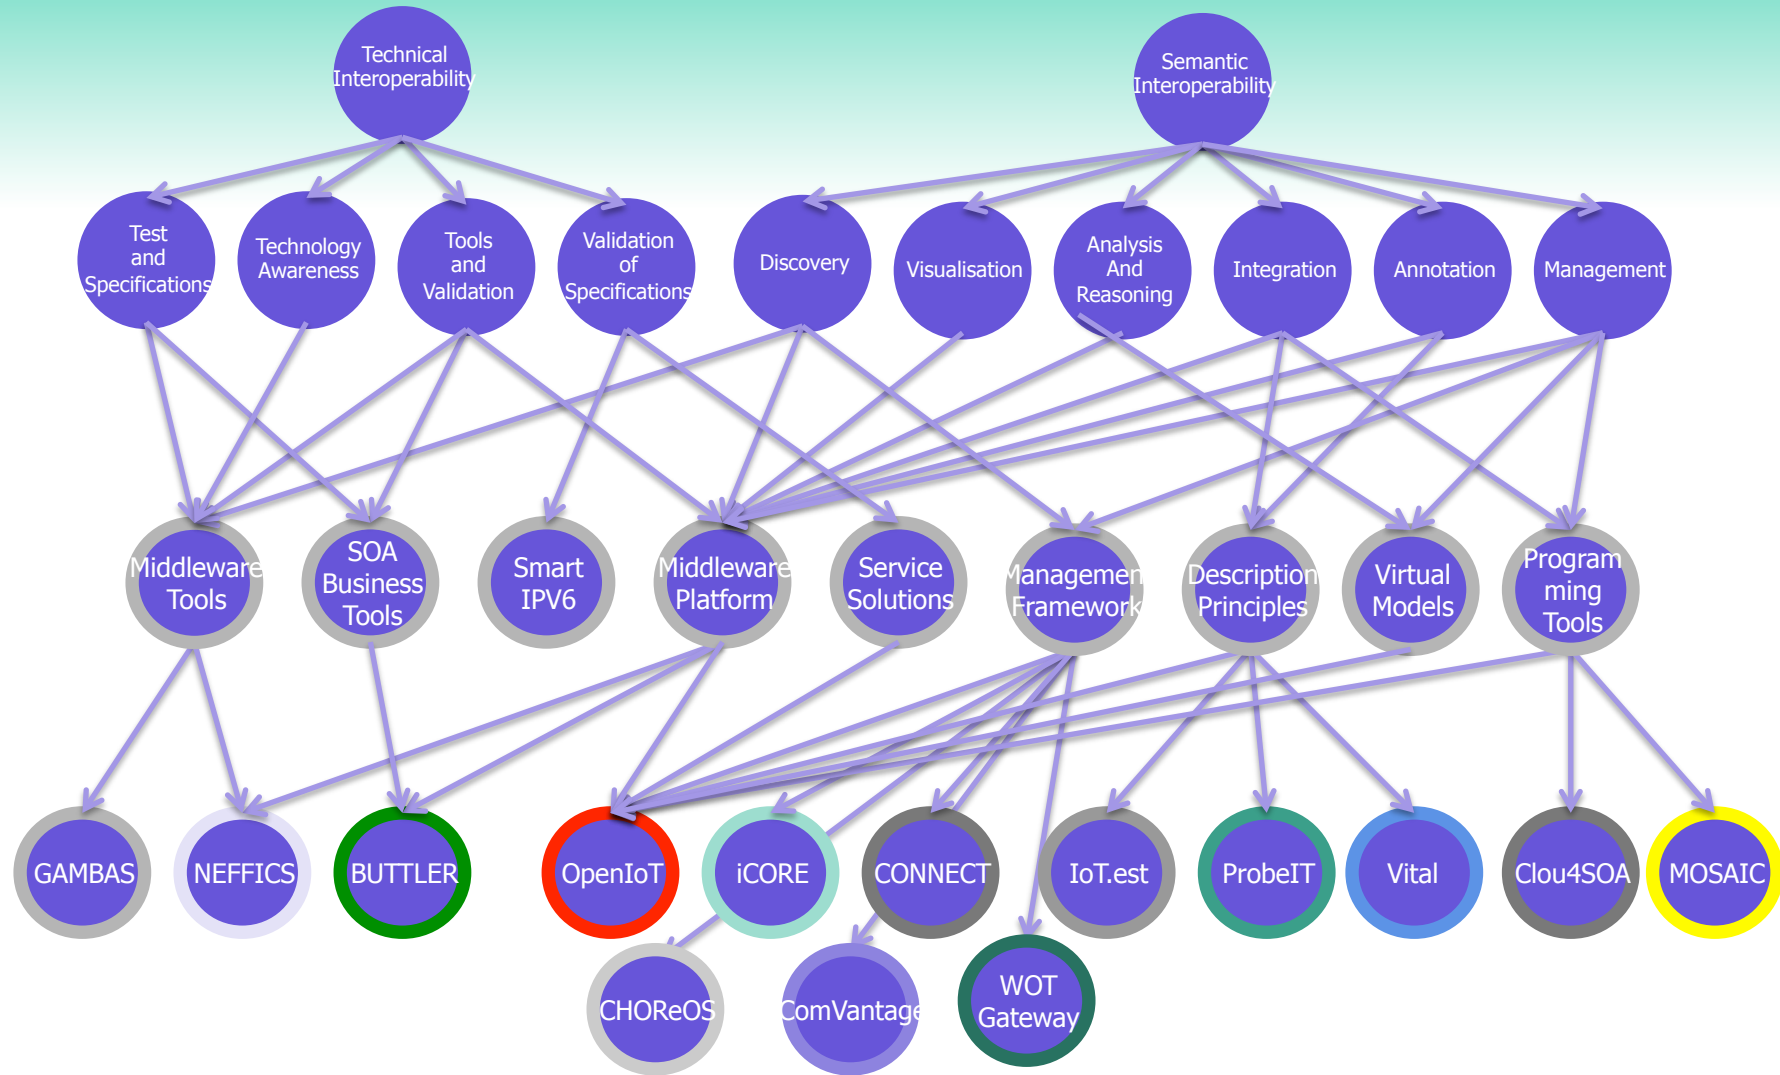 Technical
Interoperability
Semantic
Interoperability
Test
and
Specifications
Technology
Awareness
Tools
and
Validation
Validation
of
Specifications
Discovery
Visualisation
Analysis
And
Reasoning
Integration
Annotation
Management
Middleware
Tools
SOA
Business
Tools
Smart
IPV6
Middleware
Platform
Service
Solutions
Management
Framework
Description
Principles
Virtual
Models
Program
ming
Tools
GAMBAS
NEFFICS
BUTTLER
OpenIoT
iCORE
CONNECT
IoT.est
ProbeIT
Vital
Clou4SOA
MOSAIC
CHOReOS
ComVantage
WOT
Gateway